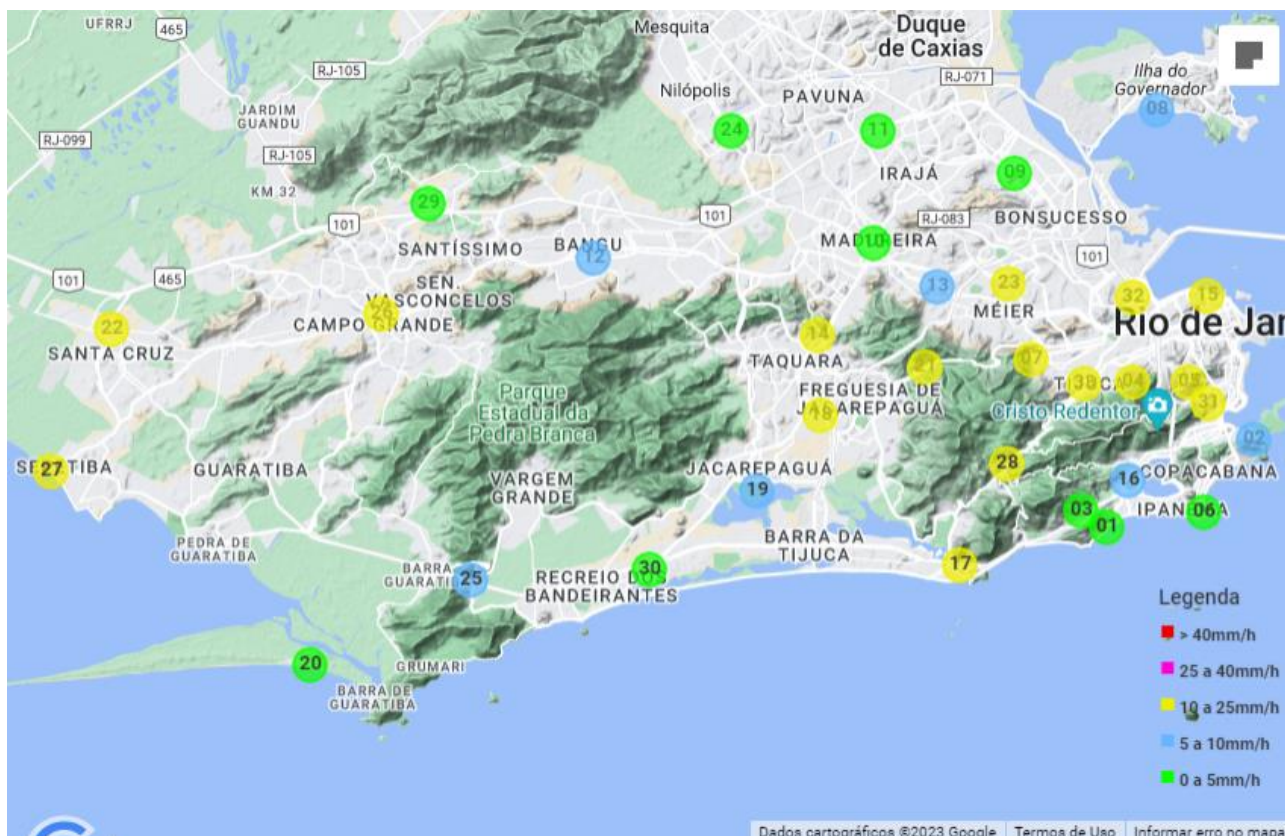 UFRRJ
465
Mesquita
Duque
de Caxias
RJ-105
RJ-071
Ilha do
Governador
Nilópolis
PAVUNA
JARDIM
GUANDU
08
RJ-099
24
11
RJ-105
IRAJÁ
09
KM 32
29
101
101
RJ-083
BONSUCESSO
SANTÍSSIMO
BANGU
12
MADUREIRA
10
101
465
SEN.
VASCONCELOS
13
23
101
32
15
26
CAMPO GRANDE
MÉIER
22
SANTA CRUZ
14
Rio de Jan
TAQUARA
21
07
Parque
Estadual da
Pedra Branca
FREGUESIA DE
JACAREPAGUÁ
18
TIJUCA
04
05
31
Cristo Redentor
02
SEPETIBA
27
GUARATIBA
JACAREPAGUÁ
28
COPACABANA
VARGEM
GRANDE
19
16
03
IPANEMA
06
01
PEDRA DE
GUARATIBA
BARRA DA
TIJUCA
BARRA
GUARATI
25
30
RECREIO DOS
BANDEIRANTES
17
Legenda
> 40mm/h
20
GRUMARI
25 a 40mm/h
BARRA DE
GUARATIBA
10 a 25mm/h
5 a 10mm/h
0 a 5mm/h
Dados cartográficos ©2023 Google
Termos de Uso
Informar erro no mapa